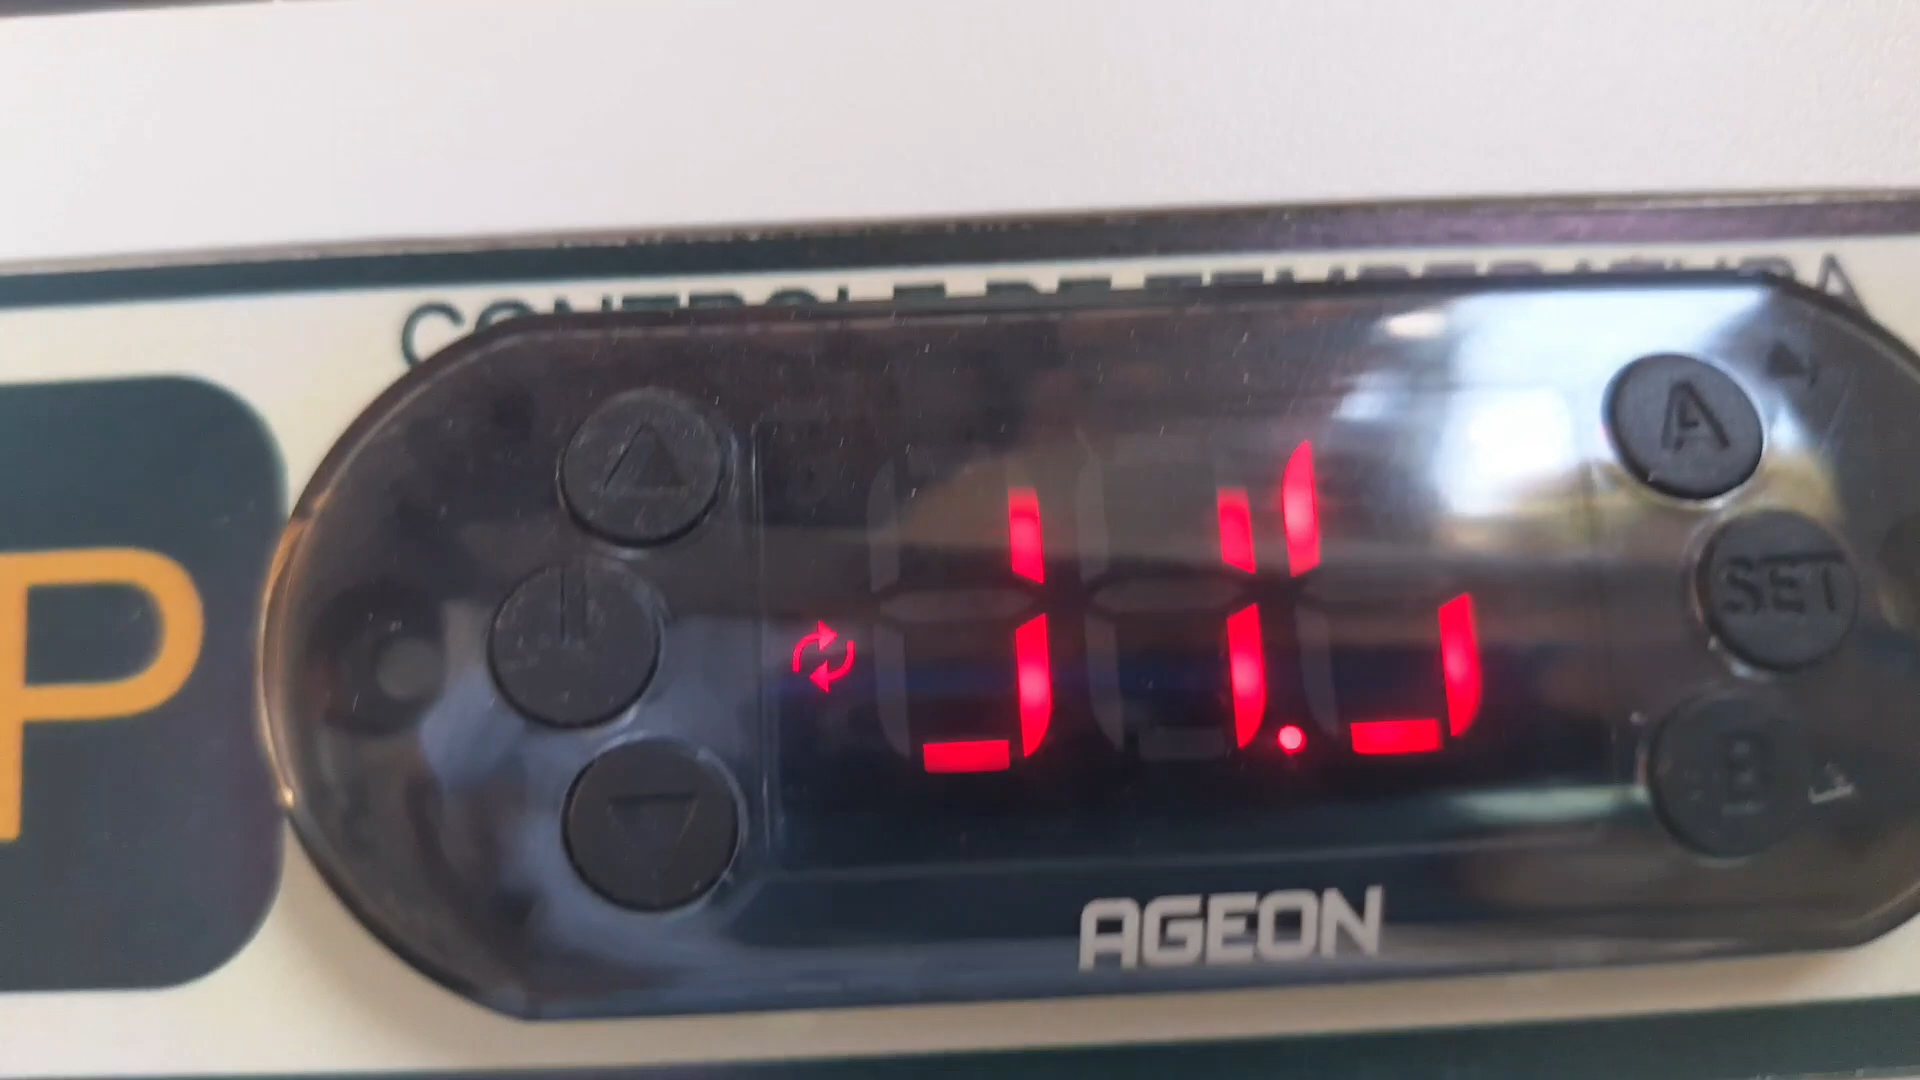 CONTROLE DE TEMPERATURA
P
A
SET
B
AGEON